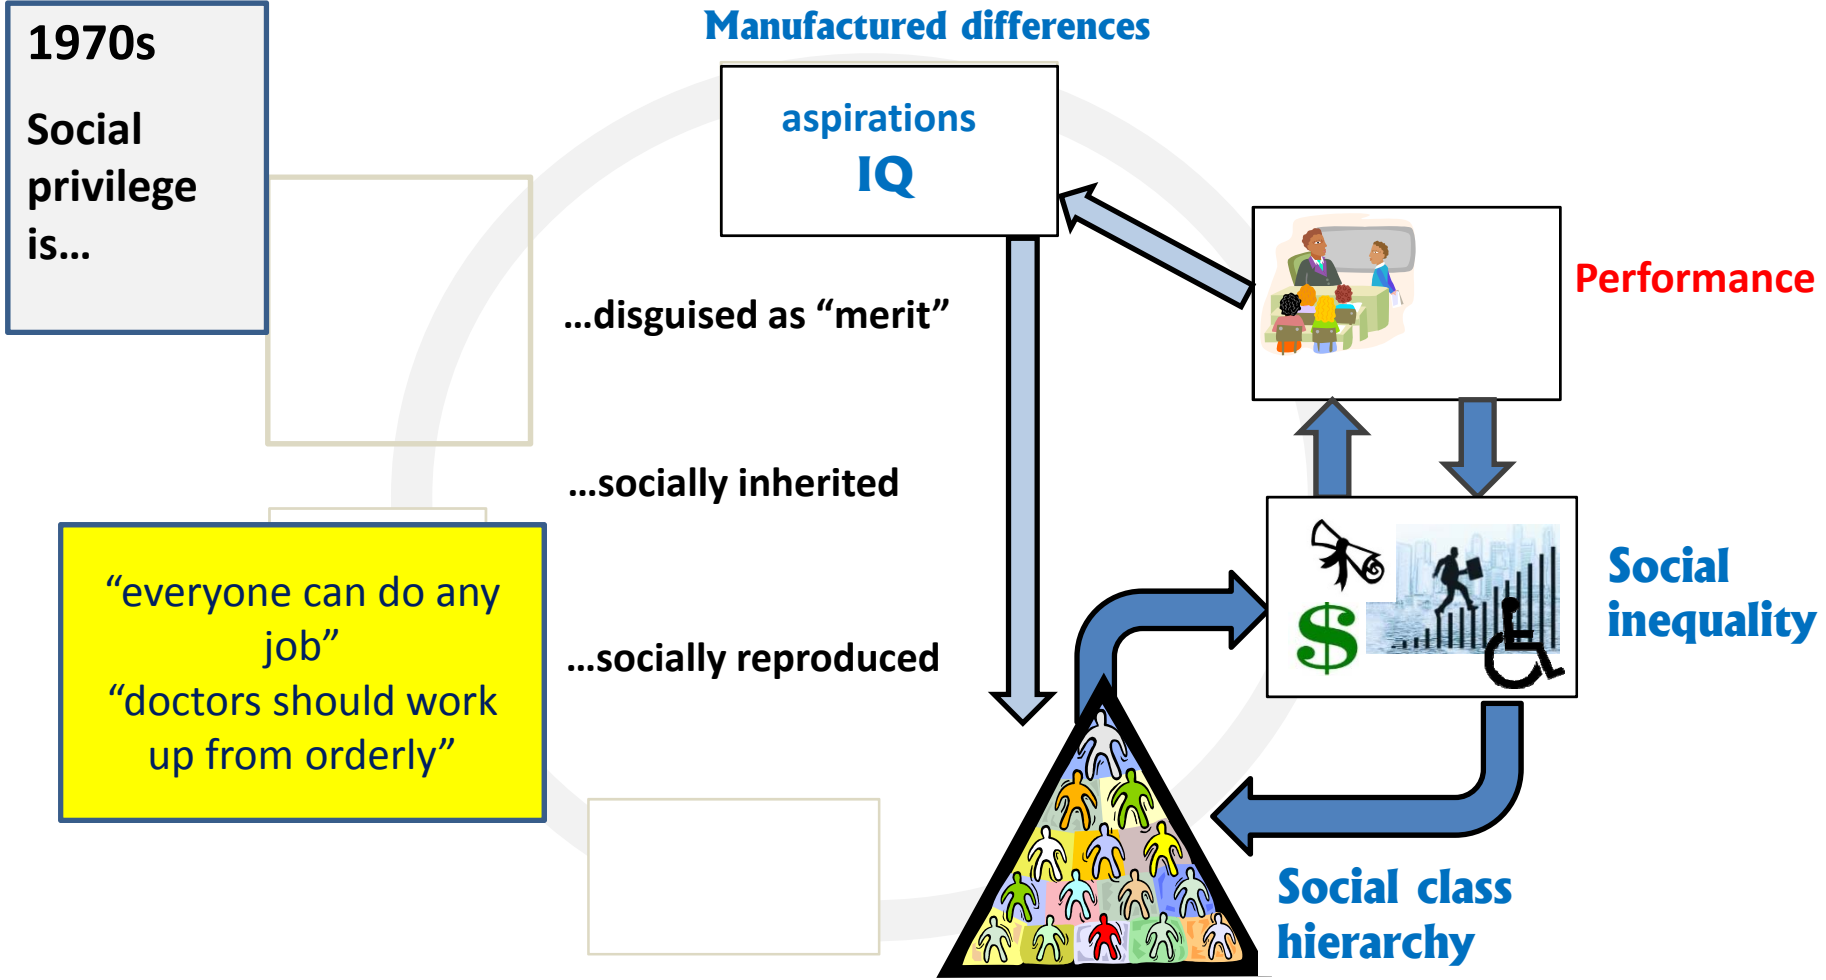 1970s
Social
privilege
is...
Manufactured differences
aspirations
IQ
Performance
...disguised as “merit”
...socially inherited
...socially reproduced
“everyone can do any
job”
“doctors should work
up from orderly”
$
Social
inequality
Social class
hierarchy